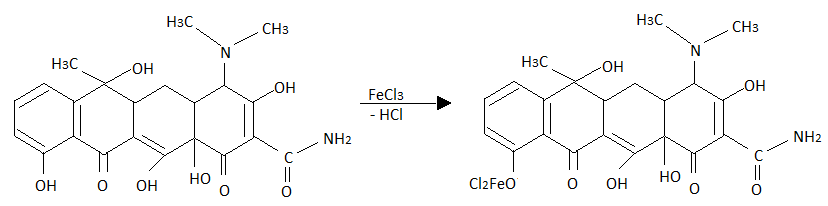 H3C CH3
N
H3C OH
OH
FeCl3
- HCl
NH2
C
OH O OH HO O O
H3C CH3
N
H3C OH
OH
NH2
C
Cl2FeO O OH HO O O